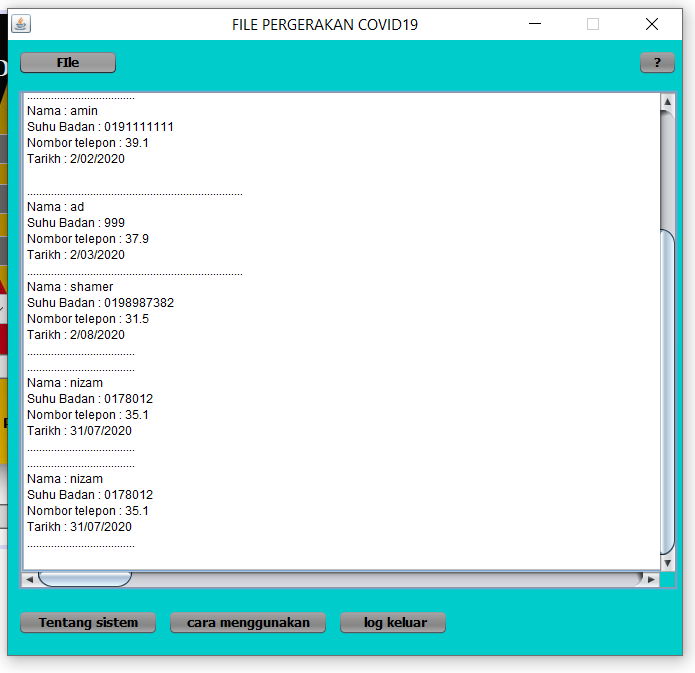 FILE PERGERAKAN COVID19
FIle
?
....................................
Nama : amin
Suhu Badan : 0191111111
Nombor telepon : 39.1
Tarikh : 2/02/2020
........................................................................
Nama : ad
Suhu Badan : 999
Nombor telepon : 37.9
Tarikh : 2/03/2020
........................................................................
Nama : shamer
Suhu Badan : 0198987382
Nombor telepon : 31.5
Tarikh : 2/08/2020
....................................
....................................
Nama : nizam
Suhu Badan : 0178012
Nombor telepon : 35.1
Tarikh : 31/07/2020
....................................
....................................
Nama : nizam
Suhu Badan : 0178012
Nombor telepon : 35.1
Tarikh : 31/07/2020
....................................
Tentang sistem
cara menggunakan
log keluar